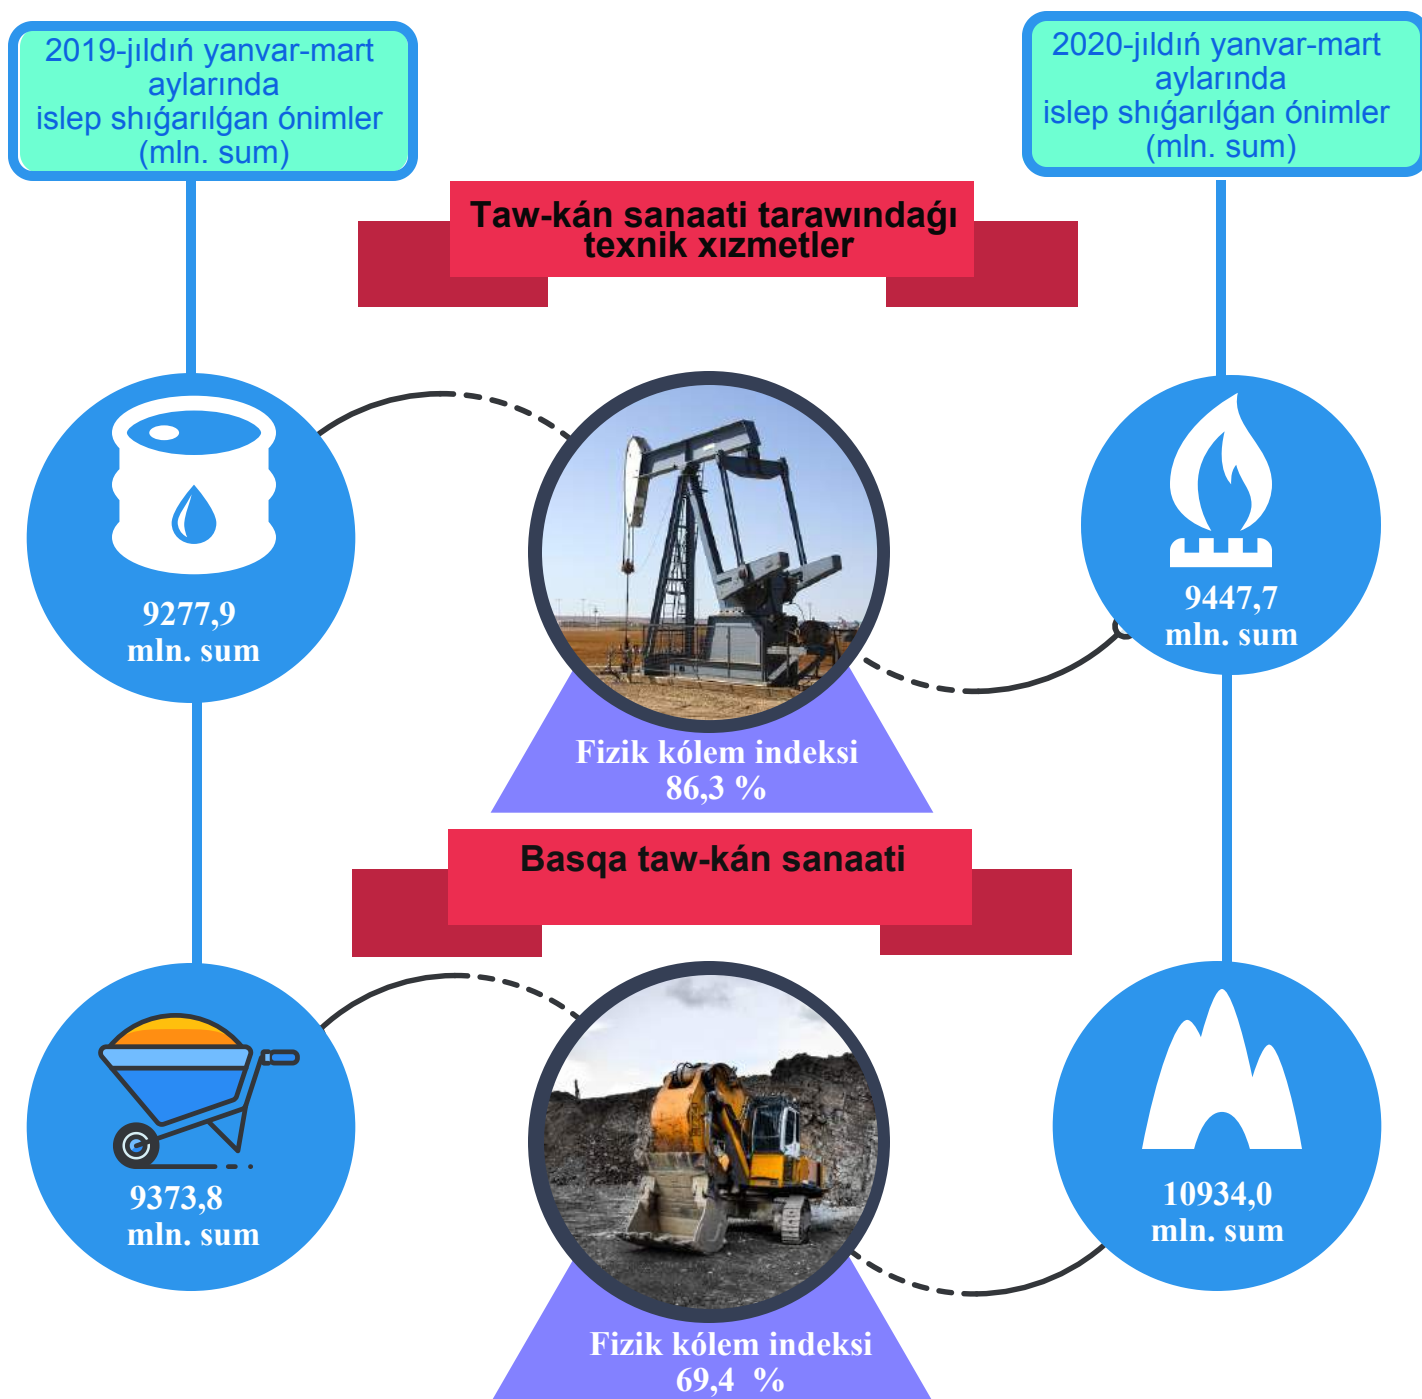 2019-jıldıń yanvar-mart
aylarında
islep shıǵarılǵan ónimler
(mln. sum)
2020-jıldıń yanvar-mart
aylarında
islep shıǵarılǵan ónimler
(mln. sum)
Taw-kán sanaati tarawındaǵı
texnik xızmetler
9277,9
mln. sum
9447,7
mln. sum
Fizik kólem indeksi
86,3 %
Basqa taw-kán sanaati
9373,8
mln. sum
10934,0
mln. sum
Fizik kólem indeksi
69,4 %